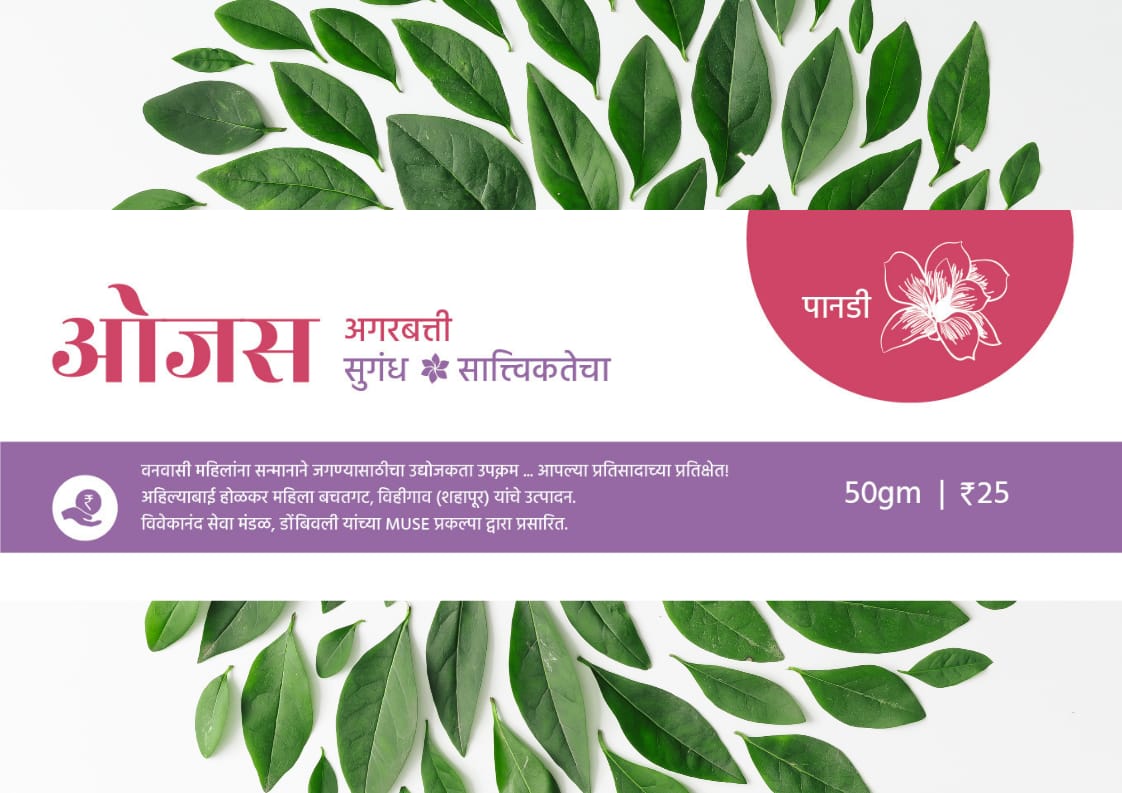 ओजस
अगरबत्ती
सुगंध सात्त्विकतेचा
पानडी
वनवासी महिलांना सन्मानाने जगण्यासाठीचा उद्योजकता उपक्रम ... आपल्या प्रतिसादाच्या प्रतिक्षेत!
अहिल्याबाई होळकर महिला बचतगट, विहीगाव (शहापूर) यांचे उत्पादन.
विवेकानंद सेवा मंडळ, डोंबिवली यांच्या MUSE प्रकल्पा द्वारा प्रसारित.
₹
50gm | ₹25